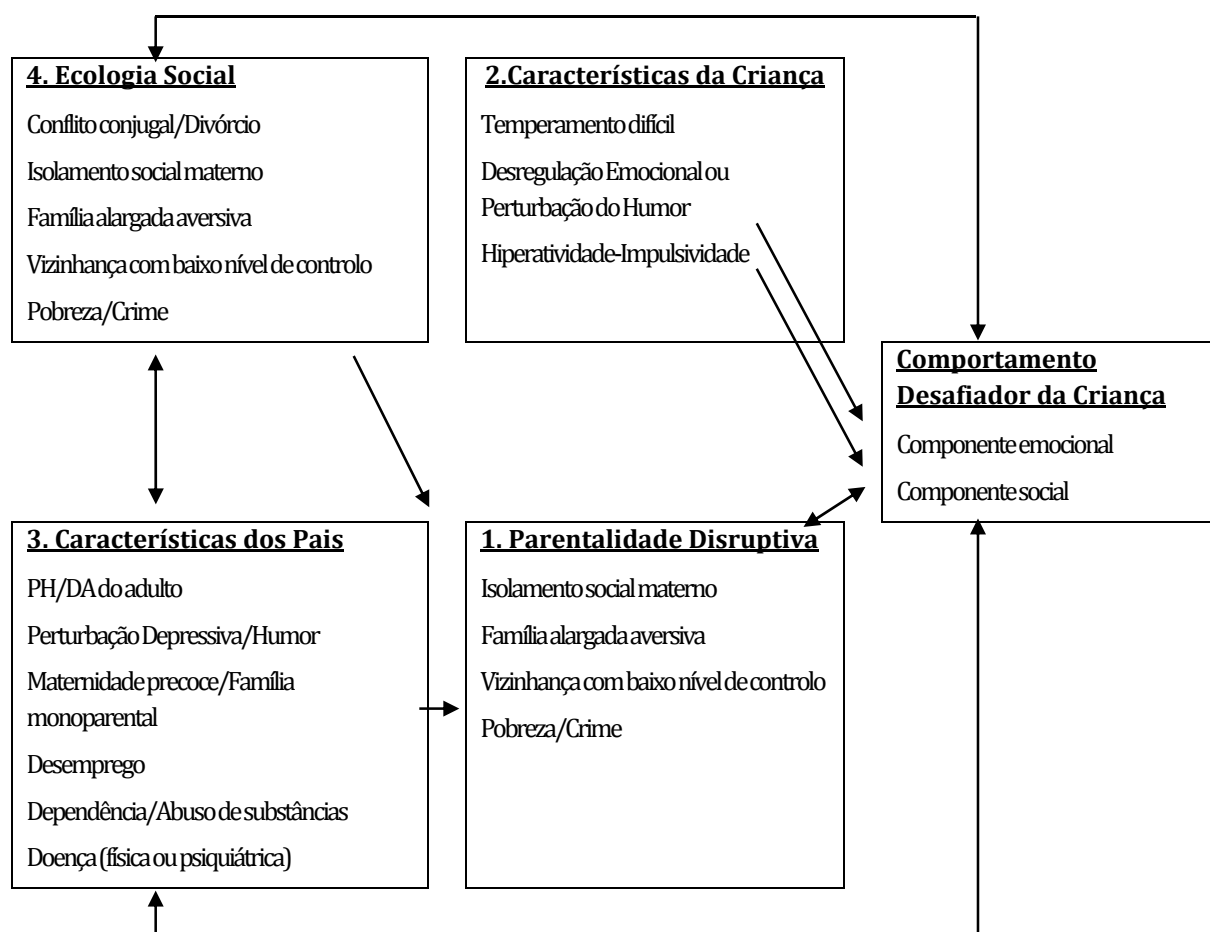 4. Ecologia Social
Conflito conjugal/Divórcio
Isolamento social materno
Família alargada aversiva
Vizinhança com baixo nível de controlo
Pobreza/Crime
2.Características da Criança
Temperamento difícil
Desregulação Emocional ou
Perturbação do Humor
Hiperatividade-Impulsividade
Comportamento
Desafiador da Criança
Componente emocional
Componente social
3. Características dos Pais
PH/DA do adulto
Perturbação Depressiva/Humor
Maternidade precoce/Família
monoparental
Desemprego
Dependência/Abuso de substâncias
Doença (física ou psiquiátrica)
1. Parentalidade Disruptiva
Isolamento social materno
Família alargada aversiva
Vizinhança com baixo nível de controlo
Pobreza/Crime